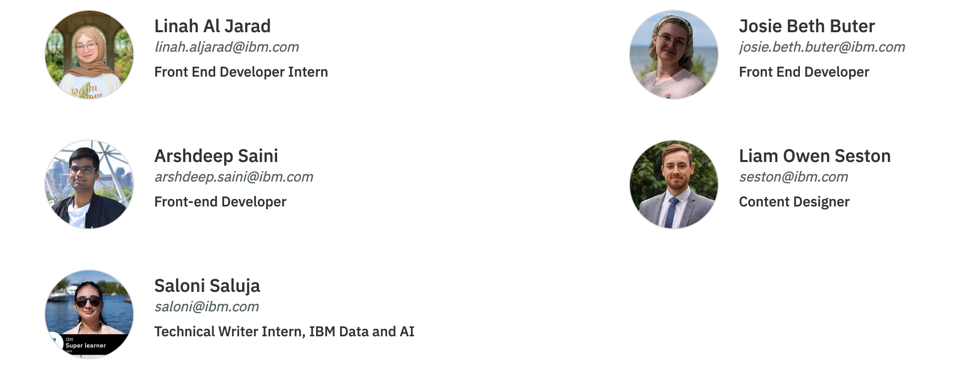 Linah Al Jarad
linah.aljarad@ibm.com
Front End Developer Intern
Josie Beth Buter
josie.beth.buter@ibm.com
Front End Developer
Arshdeep Saini
arshdeep.saini@ibm.com
Front-end Developer
Liam Owen Seston
seston@ibm.com
Content Designer
Saloni Saluja
saloni@ibm.com
Technical Writer Intern, IBM Data and AI
IBM
Super learner